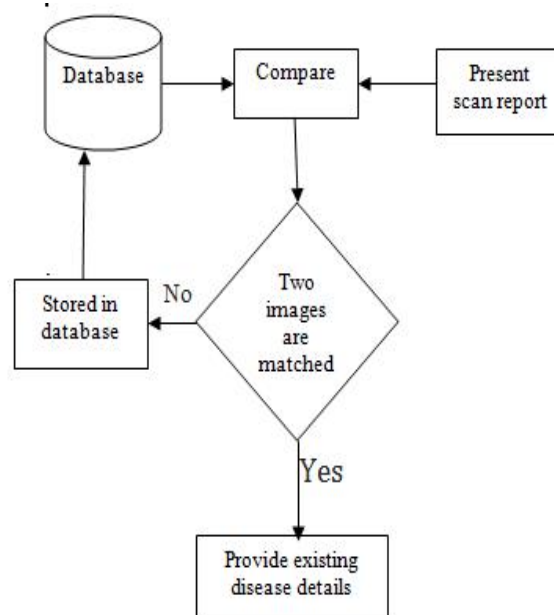 Database
Compare
Present
scan report
Two
images
are
matched
No
Stored in
database
Yes
Provide existing
disease details